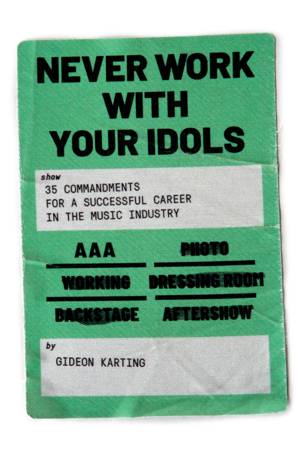 NEVER WORK
WITH
YOUR IDOLS
show
35 COMMANDMENTS
FOR A SUCCESSFUL CAREER
IN THE MUSIC INDUSTRY
AAA PHOTO
WORKING DRESSING ROOM
BACKSTAGE AFTERSHOW
by
GIDEON KARTING